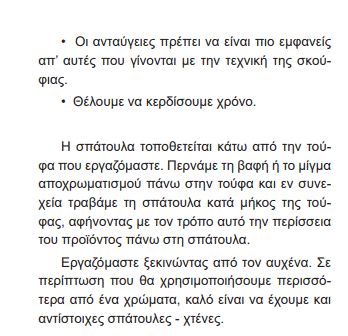 • Οι ανταύγειες πρέπει να είναι πιο εμφανείς
απ’ αυτές που γίνονται με την τεχνική της σκού-
φιας.
• Θέλουμε να κερδίσουμε χρόνο.
Η σπάτουλα τοποθετείται κάτω από την τού-
φα που εργαζόμαστε. Περνάμε τη βαφή ή το μίγμα
αποχρωματισμού πάνω στην τούφα και εν συνε-
χεία τραβάμε τη σπάτουλα κατά μήκος της τού-
φας, αφήνοντας με τον τρόπο αυτό την περίσσεια
του προϊόντος πάνω στη σπάτουλα.
Εργαζόμαστε ξεκινώντας από τον αυχένα. Σε
περίπτωση που θα χρησιμοποιήσουμε περισσό-
τερα από ένα χρώματα, καλό είναι να έχουμε και
αντίστοιχες σπάτουλες - χτένες.